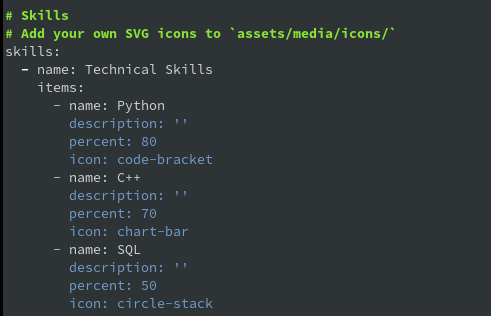 # Skills
# Add your own SVG icons to `assets/media/icons/`
skills:
  - name: Technical Skills
    items:
      - name: Python
        description: ''
        percent: 80
        icon: code-bracket
      - name: C++
        description: ''
        percent: 70
        icon: chart-bar
      - name: SQL
        description: ''
        percent: 50
        icon: circle-stack